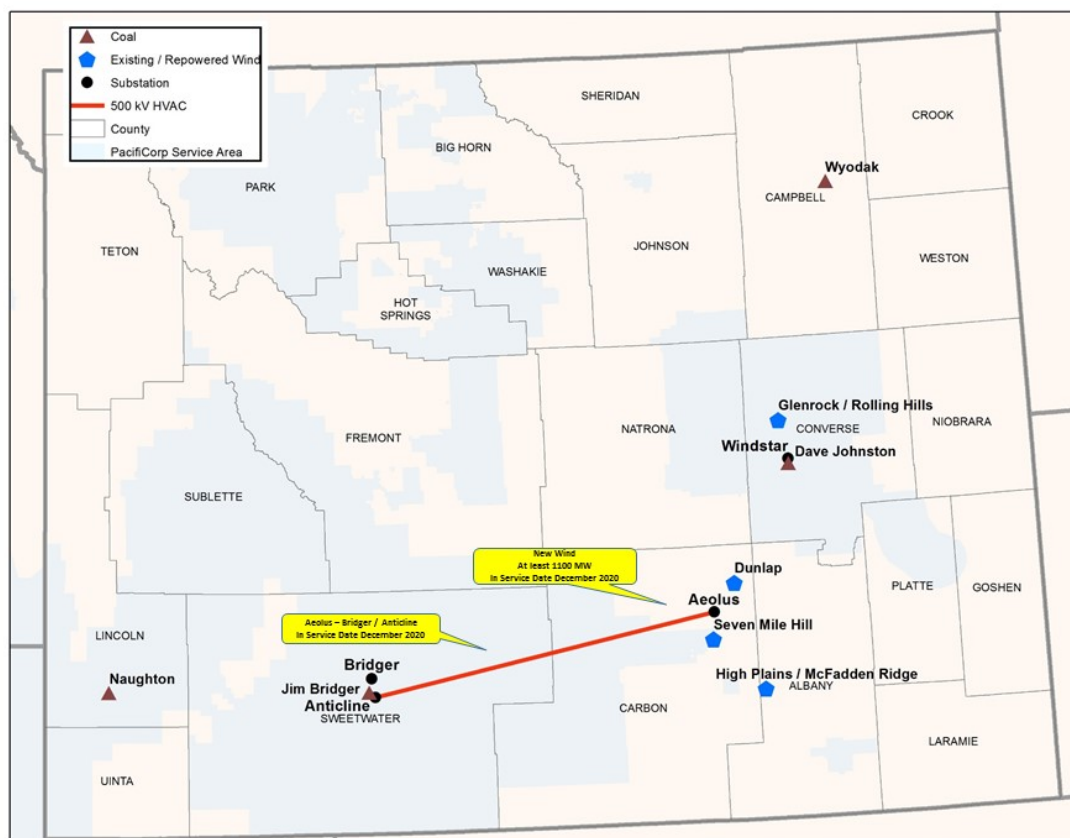 Coal
Existing / Repowered Wind
Substation
500 kV HVAC
County
PacifiCorp Service Area
SHERIDAN
CROOK
BIG HORN
PARK
Wyodak
CAMPBELL
TETON
JOHNSON
WASHAKIE
WESTON
HOT
SPRINGS
Glenrock / Rolling Hills
NATRONA
CONVERSE
NIOBRARA
FREMONT
Windstar
Dave Johnston
SUBLETTE
New Wind
At least 1100 MW
In Service Date December 2020
Dunlap
PLATTE
GOSHEN
Aeolus
Aeolus – Bridger / Anticline
In Service Date December 2020
Seven Mile Hill
LINCOLN
Bridger
Naughton
High Plains / McFadden Ridge
ALBANY
Jim Bridger
Anticline
SWEETWATER
CARBON
LARAMIE
UINTA